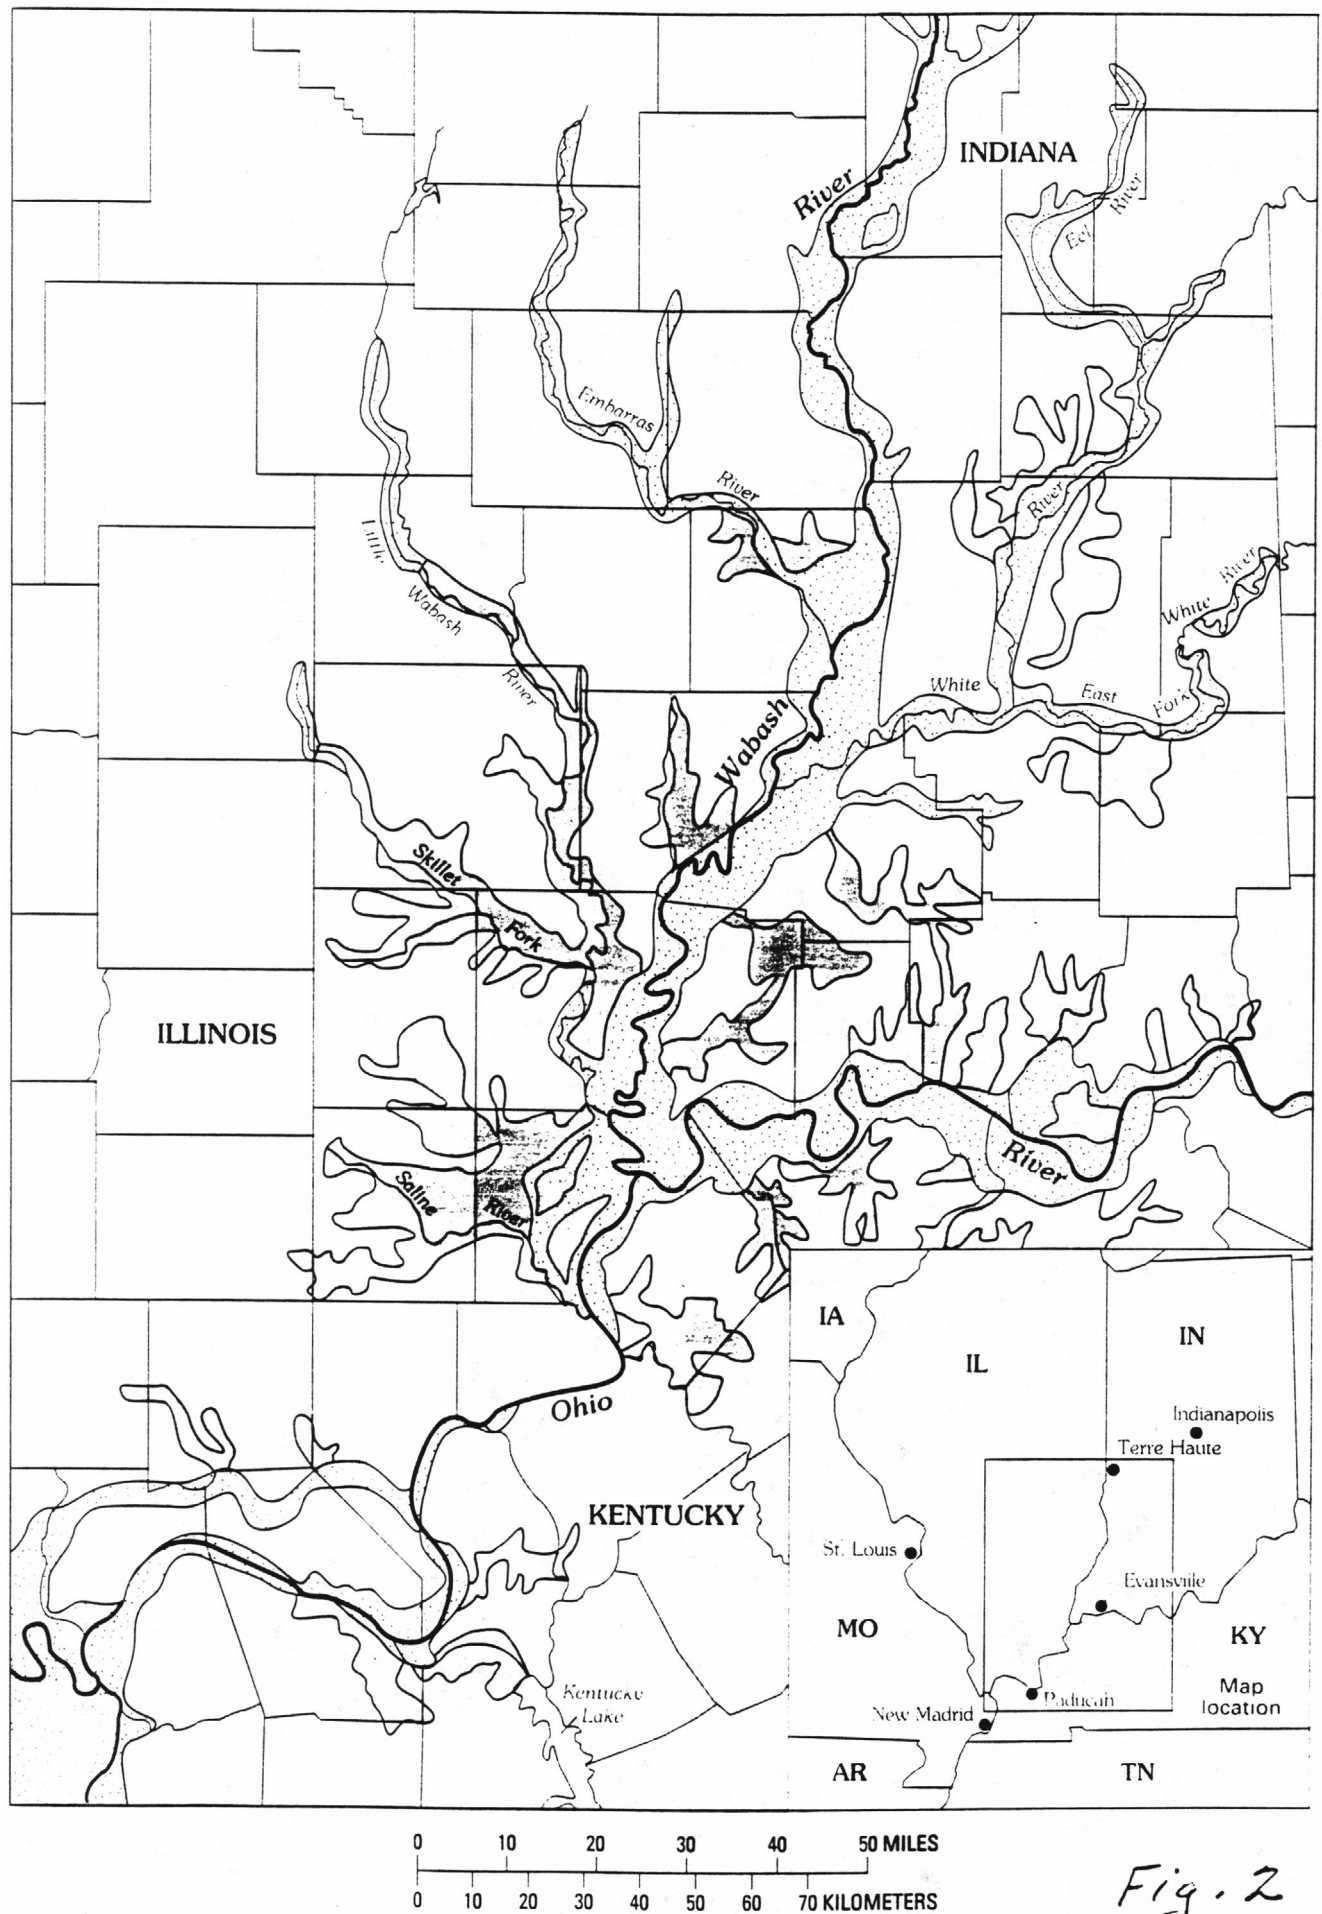 INDIANA
River
Eel
River
Embarras
River
River
Little
Wabash
River
White
River
White
East
Fork
Wabash
Skillet
Fork
ILLINOIS
Saline
River
River
Ohio
KENTUCKY
Kentucky
Lake
IA
IL
IN
Indianapolis
Terre Haute
St. Louis
Evansville
MO
KY
Map
location
Paducah
New Madrid
AR
TN
0 10 20 30 40 50 MILES
0 10 20 30 40 50 60 70 KILOMETERS
Fig. 2